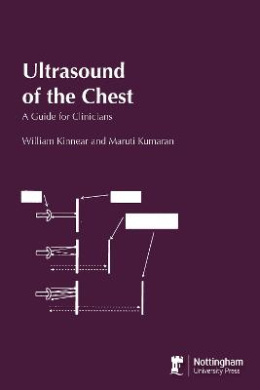 Ultrasound
of the Chest
A Guide for Clinicians
William Kinnear and Maruti Kumaran
Nottingham
University Press